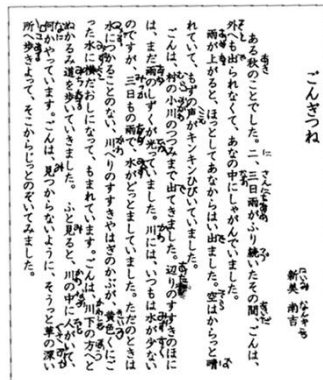 ごんぎつね
新美 南吉
ある秋のことでした。二、三日雨がふり続いたその間、ごんは、
外へも出られなくて、あなの中にしゃがんでいました。
雨が上がると、ごんは、ほっとしてあなからはい出ました。空はからっと晴
れていて、もずの声がキンキンひびいていました。
ごんは、村の小川のつつみまで出てきました。辺りのすすきのほに
は、まだ雨のしずくが光っていました。川には、いつもは水が少ない
のですが、三日もの雨で、水がどっとましていました。ただのときは
水につかることのない、川べりのすすきやはぎのかぶが、黄色くにご
った水に横だおしになって、もまれています。ごんは、川下の方へと
ぬかるみ道を歩いていきました。 ふと見ると、川の中に人がいて、
何かやっています。ごんは、見つからないように、そうっと草の深い
所へ歩きよって、そこからじっとのぞいてみました。